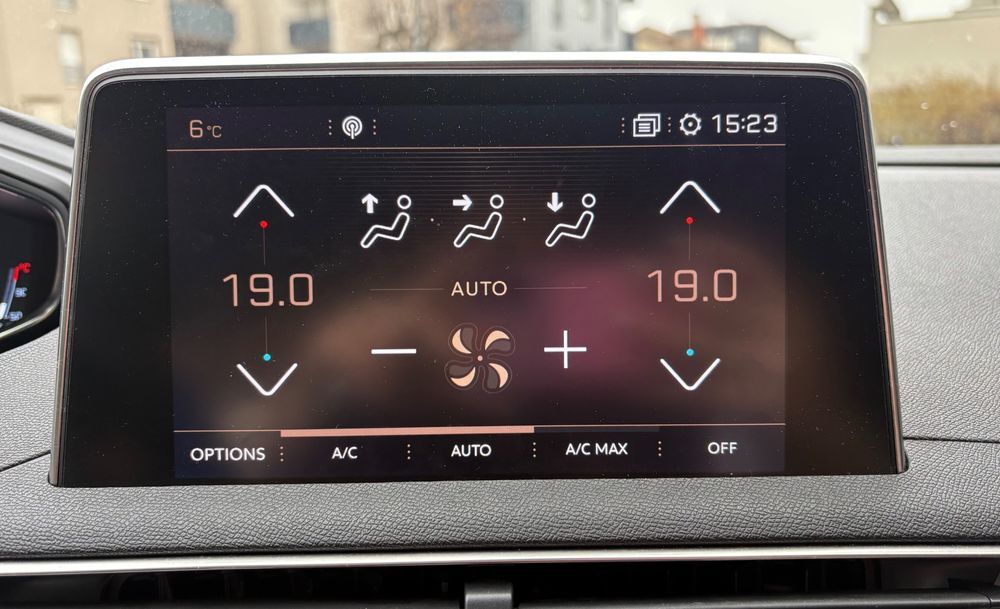 6°C 15:23
19.0 AUTO 19.0
OPTIONS A/C AUTO A/C MAX OFF
°C